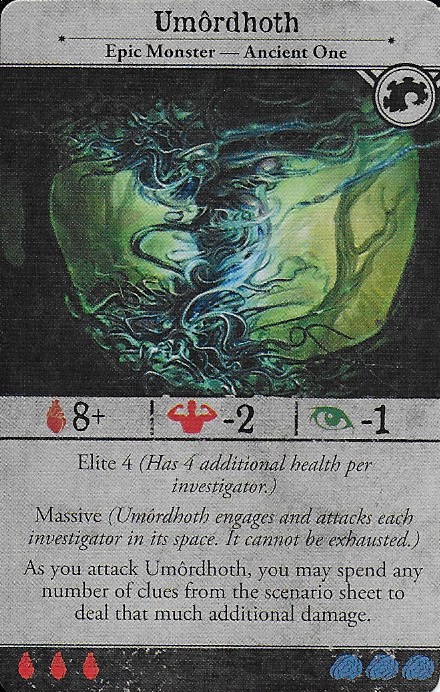 Umôrdhoth
Epic Monster — Ancient One
8+ -2 -1
Elite 4 (Has 4 additional health per
investigator.)
Massive (Umôrdhoth engages and attacks each
investigator in its space. It cannot be exhausted.)
As you attack Umôrdhoth, you may spend any
number of clues from the scenario sheet to
deal that much additional damage.